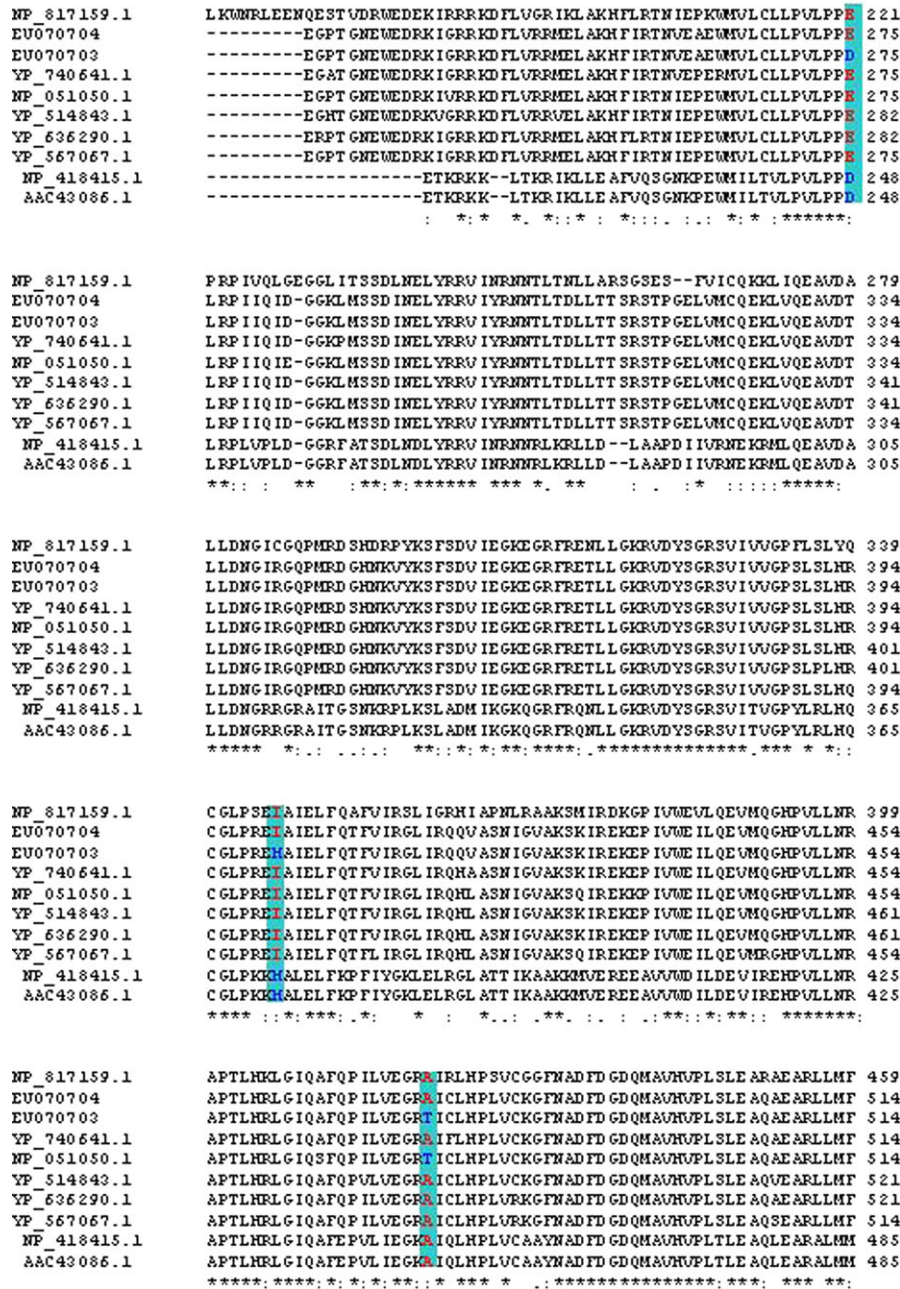 NP_817159.1 LKWNRLEENQESTVDRWEDEKIRRRKDFLVGRIKLAKHFLRTNIEPKWMVLCLLPVLPPE 221
EU070704 ----------EGPTGNEWEDRKIGRRKDFLVRRMELAKHFIRTNVEAEWMVLCLLPVLPPE 275
EU070703 ----------EGPTGNEWEDRKIGRRKDFLVRRMELAKHFIRTNVEAEWMVLCLLPVLPPD 275
YP_740641.1 ----------EGATGNEWEDRKIGRRKDFLVRRMELAKHFIRTNVEPERMVLCLLPVLPPE 275
NP_051050.1 ----------EGPTGNEWEDRKIVRRKDFLVRRMELAKHFIRTNIEPEWMVLCLLPVLPPE 275
YP_514843.1 ----------EGHTGNEWEDRKVGRRKDFLVRRVELAKHFIRTNIEPEWMVLCLLPVLPPE 282
YP_636290.1 ----------ERPTGNEWEDRKIGRRKDFLVRRMELAKHFLRTNIEPEWMVLCLLPVLPPE 282
YP_567067.1 ----------EGPTGNEWEDRKIGRRKDFLVRRMELAKHFIRTNIEPEWMVLCLLPVLPPE 275
NP_418415.1 --------------------ETKRKK--LTKRIKLLEAFVQSGNKPEWMILTVLPVLPPD 248
AAC43086.1 --------------------ETKRKK--LTKRIKLLEAFVQSGNKPEWMILTVLPVLPPD 248
: *:* *. *::* * *:::. .: *:* :******:
NP_817159.1 PRPIVQLGEGGLITSSDLNELYRRVINRNNTLTNLLARSGSES--FVICQKKLIQEAVDA 279
EU070704 LRPIIQID-GGKLMSSDINELYRRVIYRNNTLTDLLTTSRSTPGELVMCQEKLVQEAVDT 334
EU070703 LRPIIQID-GGKLMSSDINELYRRVIYRNNTLTDLLTTSRSTPGELVMCQEKLVQEAVDT 334
YP_740641.1 LRPIIQID-GGKPMSSDINELYRRVIYRNNTLTDLLTTSRSTPGELVMCQEKLVQEAVDT 334
NP_051050.1 LRPIIQIE-GGKLMSSDINELYRRVIYRNNTLTDLLTTSRSTPGELVMCQEKLVQEAVDT 334
YP_514843.1 LRPIIQID-GGKLMSSDINELYRRVIYRNNTLTDLLTTSRSTPGELVMCQEKLVQEAVDT 341
YP_636290.1 LRPIIQID-GGKLMSSDINELYRRVIYRNNTLTDLLTTSRSTPGELVMCQEKLVQEAVDT 341
YP_567067.1 LRPIIQID-GGKLMSSDINELYRRVIYRNNTLTDLLTTSRSTPGELVMCQEKLVQEAVDT 334
NP_418415.1 LRPLVPLD-GGRFATSDLNDLYRRVINRNNRLKRLLD--LAAPDIIVRNEKRMLQEAVDA 305
AAC43086.1 LRPLVPLD-GGRFATSDLNDLYRRVINRNNRLKRLLD--LAAPDIIVRNEKRMLQEAVDA 305
**:: : ** :**:*:****** *** *. ** : . :* :::::*****:
NP_817159.1 LLDNGICGQPMRDSHDRPYKSFSDVIEGKEGRFRENLLGKRVDYSGRSVIVVGPFLSLYQ 339
EU070704 LLDNGIRGQPMRDGHNKVYKSFSDVIEGKEGRFRETLLGKRVDYSGRSVIVVGPSLSLHR 394
EU070703 LLDNGIRGQPMRDGHNKVYKSFSDVIEGKEGRFRETLLGKRVDYSGRSVIVVGPSLSLHR 394
YP_740641.1 LLDNGIRGQPMRDGHNKVYKSFSDVIEGKEGRFRETLLGKRVDYSGRSVIVVGPSLSLHR 394
NP_051050.1 LLDNGIRGQPMRDGHNKVYKSFSDVIEGKEGRFRETLLGKRVDYSGRSVIVVGPSLSLHR 394
YP_514843.1 LLDNGIRGQPMRDGHNKVYKSFSDVIEGKEGRFRETLLGKRVDYSGRSVIVVGPSLSLHR 401
YP_636290.1 LLDNGIRGQPMRDGHNKVYKSFSDVIEGKEGRFRETLLGKRVDYSGRSVIVVGPSLPLHR 401
YP_567067.1 LLDNGIRGQPMRDGHNKVYKSFSDVIEGKEGRFRETLLGKRVDYSGRSVIVVGPSLSLHQ 394
NP_418415.1 LLDNGRRGRAITGSNKRPLKSLADMIKGKQGRFRQNLLGKRVDYSGRSVITVGPYLRLHQ 365
AAC43086.1 LLDNGRRGRAITGSNKRPLKSLADMIKGKQGRFRQNLLGKRVDYSGRSVITVGPYLRLHQ 365
***** *:.: ..:.: **::*:*:**:****:.**************.*** * *::
NP_817159.1 CGLPSEIAIELFQAFVIRSLIGRHIAPNLRAAKSMIRDKGPIVWEVLQEVMQGHPVLLNR 399
EU070704 CGLPREIAIELFQTFVIRGLIRQQVASNIGVAKSKIREKEPIVWEILQEVMQGHPVLLNR 454
EU070703 CGLPREHAIELFQTFVIRGLIRQQVASNIGVAKSKIREKEPIVWEILQEVMQGHPVLLNR 454
YP_740641.1 CGLPREIAIELFQTFVIRGLIRQHAASNIGVAKSKIREKEPIVWEILQEVMQGHPVLLNR 454
NP_051050.1 CGLPREIAIELFQTFVIRGLIRQHLASNIGVAKSQIREKKPIVWEILQEVMQGHPVLLNR 454
YP_514843.1 CGLPREIAIELFQTFVIRGLIRQHLASNIGVAKSKIREKEPIVWEILQEVMQGHPVLLNR 461
YP_636290.1 CGLPREIAIELFQTFVIRGLIRQHLASNIGVAKSKIREKEPIVWEILQEVMQGHPVLLNR 461
YP_567067.1 CGLPREIAIELFQTFLIRGLIRQHLASNIGVAKSQIREKEPIVWEILQEVMRGHPVLLNR 454
NP_418415.1 CGLPKKHALELFKPFIYGKLELRGLATTIKAAKKMVEREEAVVWDILDEVIREHPVLLNR 425
AAC43086.1 CGLPKKHALELFKPFIYGKLELRGLATTIKAAKKMVEREEAVVWDILDEVIREHPVLLNR 425
**** ::*:***:.*: * : *..: .**. :. : .:**::*:**:: *******:
NP_817159.1 APTLHKLGIQAFQPILVEGRAIRLHPSVCGGFNADFDGDQMAVHVPLSLEARAEARLLMF 459
EU070704 APTLHRLGIQAFQPILVEGRAICLHPLVCKGFNADFDGDQMAVHVPLSLEAQAEARLLMF 514
EU070703 APTLHRLGIQAFQPILVEGRTICLHPLVCKGFNADFDGDQMAVHVPLSLEAQAEARLLMF 514
YP_740641.1 APTLHRLGIQAFQPILVEGRAIFLHPLVCKGFNADFDGDQMAVHVPLSLEAQAEARLLMF 514
NP_051050.1 APTLHRLGIQSFQPILVEGRTICLHPLVCKGFNADFDGDQMAVHVPLSLEAQAEARLLMF 514
YP_514843.1 APTLHRLGIQAFQPVLVEGRAICLHPLVCKGFNADFDGDQMAVHVPLSLEAQVEARLLMF 521
YP_636290.1 APTLHRLGIQAFQPILVEGRAICLHPLVRKGFNADFDGDQMAVHVPLSLEAQAEARLLMF 521
YP_567067.1 APTLHRLGIQAFQPILVEGRAICLHPLVRKGFNADFDGDQMAVHVPLSLEAQSEARLLMF 514
NP_418415.1 APTLHRLGIQAFEPVLIEGKAIQLHPLVCAAYNADFDGDQMAVHVPLTLEAQLEARALMM 485
AAC43086.1 APTLHRLGIQAFEPVLIEGKAIQLHPLVCAAYNADFDGDQMAVHVPLTLEAQLEARALMM 485
*****:****:*:*:*:**::* *** * .:***************:***: *** **: